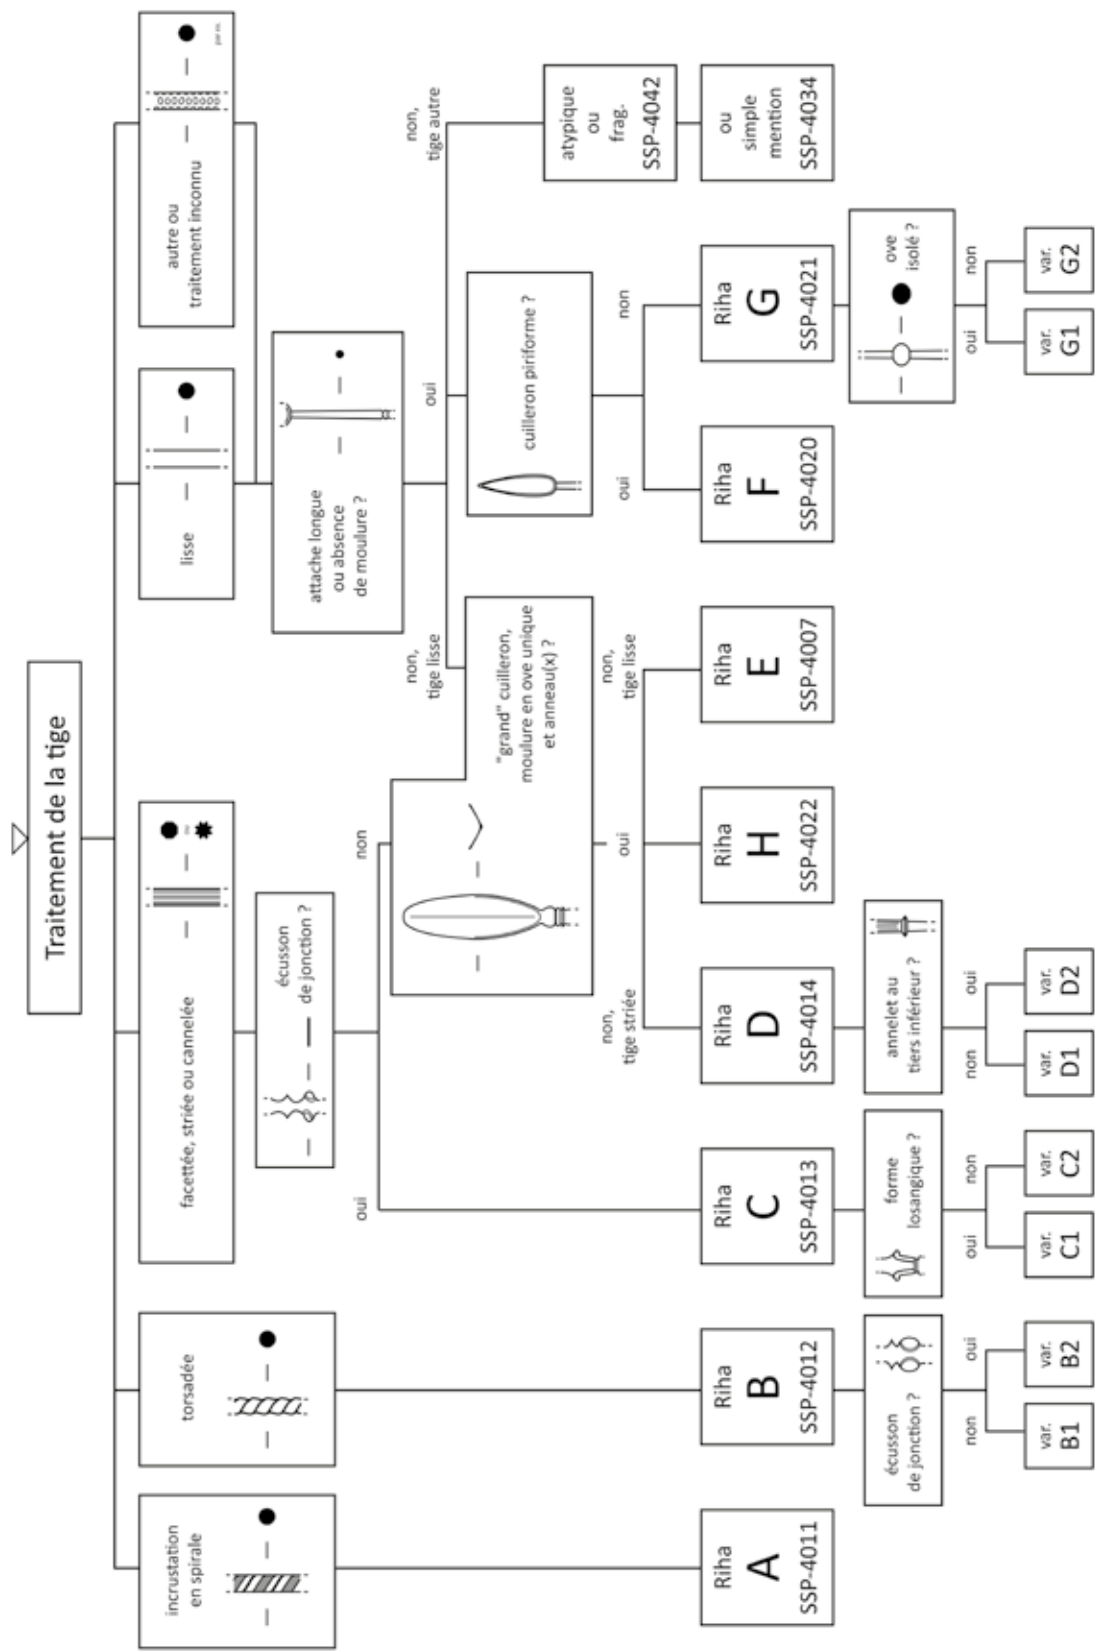 Traitement de la tige
incrustation
en spirale
torsadée
facettée, striée ou cannelée
ou
lisse
autre ou
traitement inconnu
par ex.
écusson
de jonction ?
attache longue
ou absence
de moulure ?
oui
non
non,
tige lisse
oui
non,
tige autre
"grand" cuilleron,
moulure en ove unique
et anneau(x) ?
cuilleron piriforme ?
atypique
ou
frag.
SSP-4042
non,
tige striée
oui
non,
tige lisse
oui
non
Riha
A
SSP-4011
Riha
B
SSP-4012
Riha
C
SSP-4013
Riha
D
SSP-4014
Riha
H
SSP-4022
Riha
E
SSP-4007
Riha
F
SSP-4020
Riha
G
SSP-4021
ou
simple
mention
SSP-4034
écusson
de jonction ?
forme
losangique ?
annelet au
tiers inférieur ?
ove
isolé ?
non
oui
oui
non
non
oui
oui
non
var.
B1
var.
B2
var.
C1
var.
C2
var.
D1
var.
D2
var.
G1
var.
G2